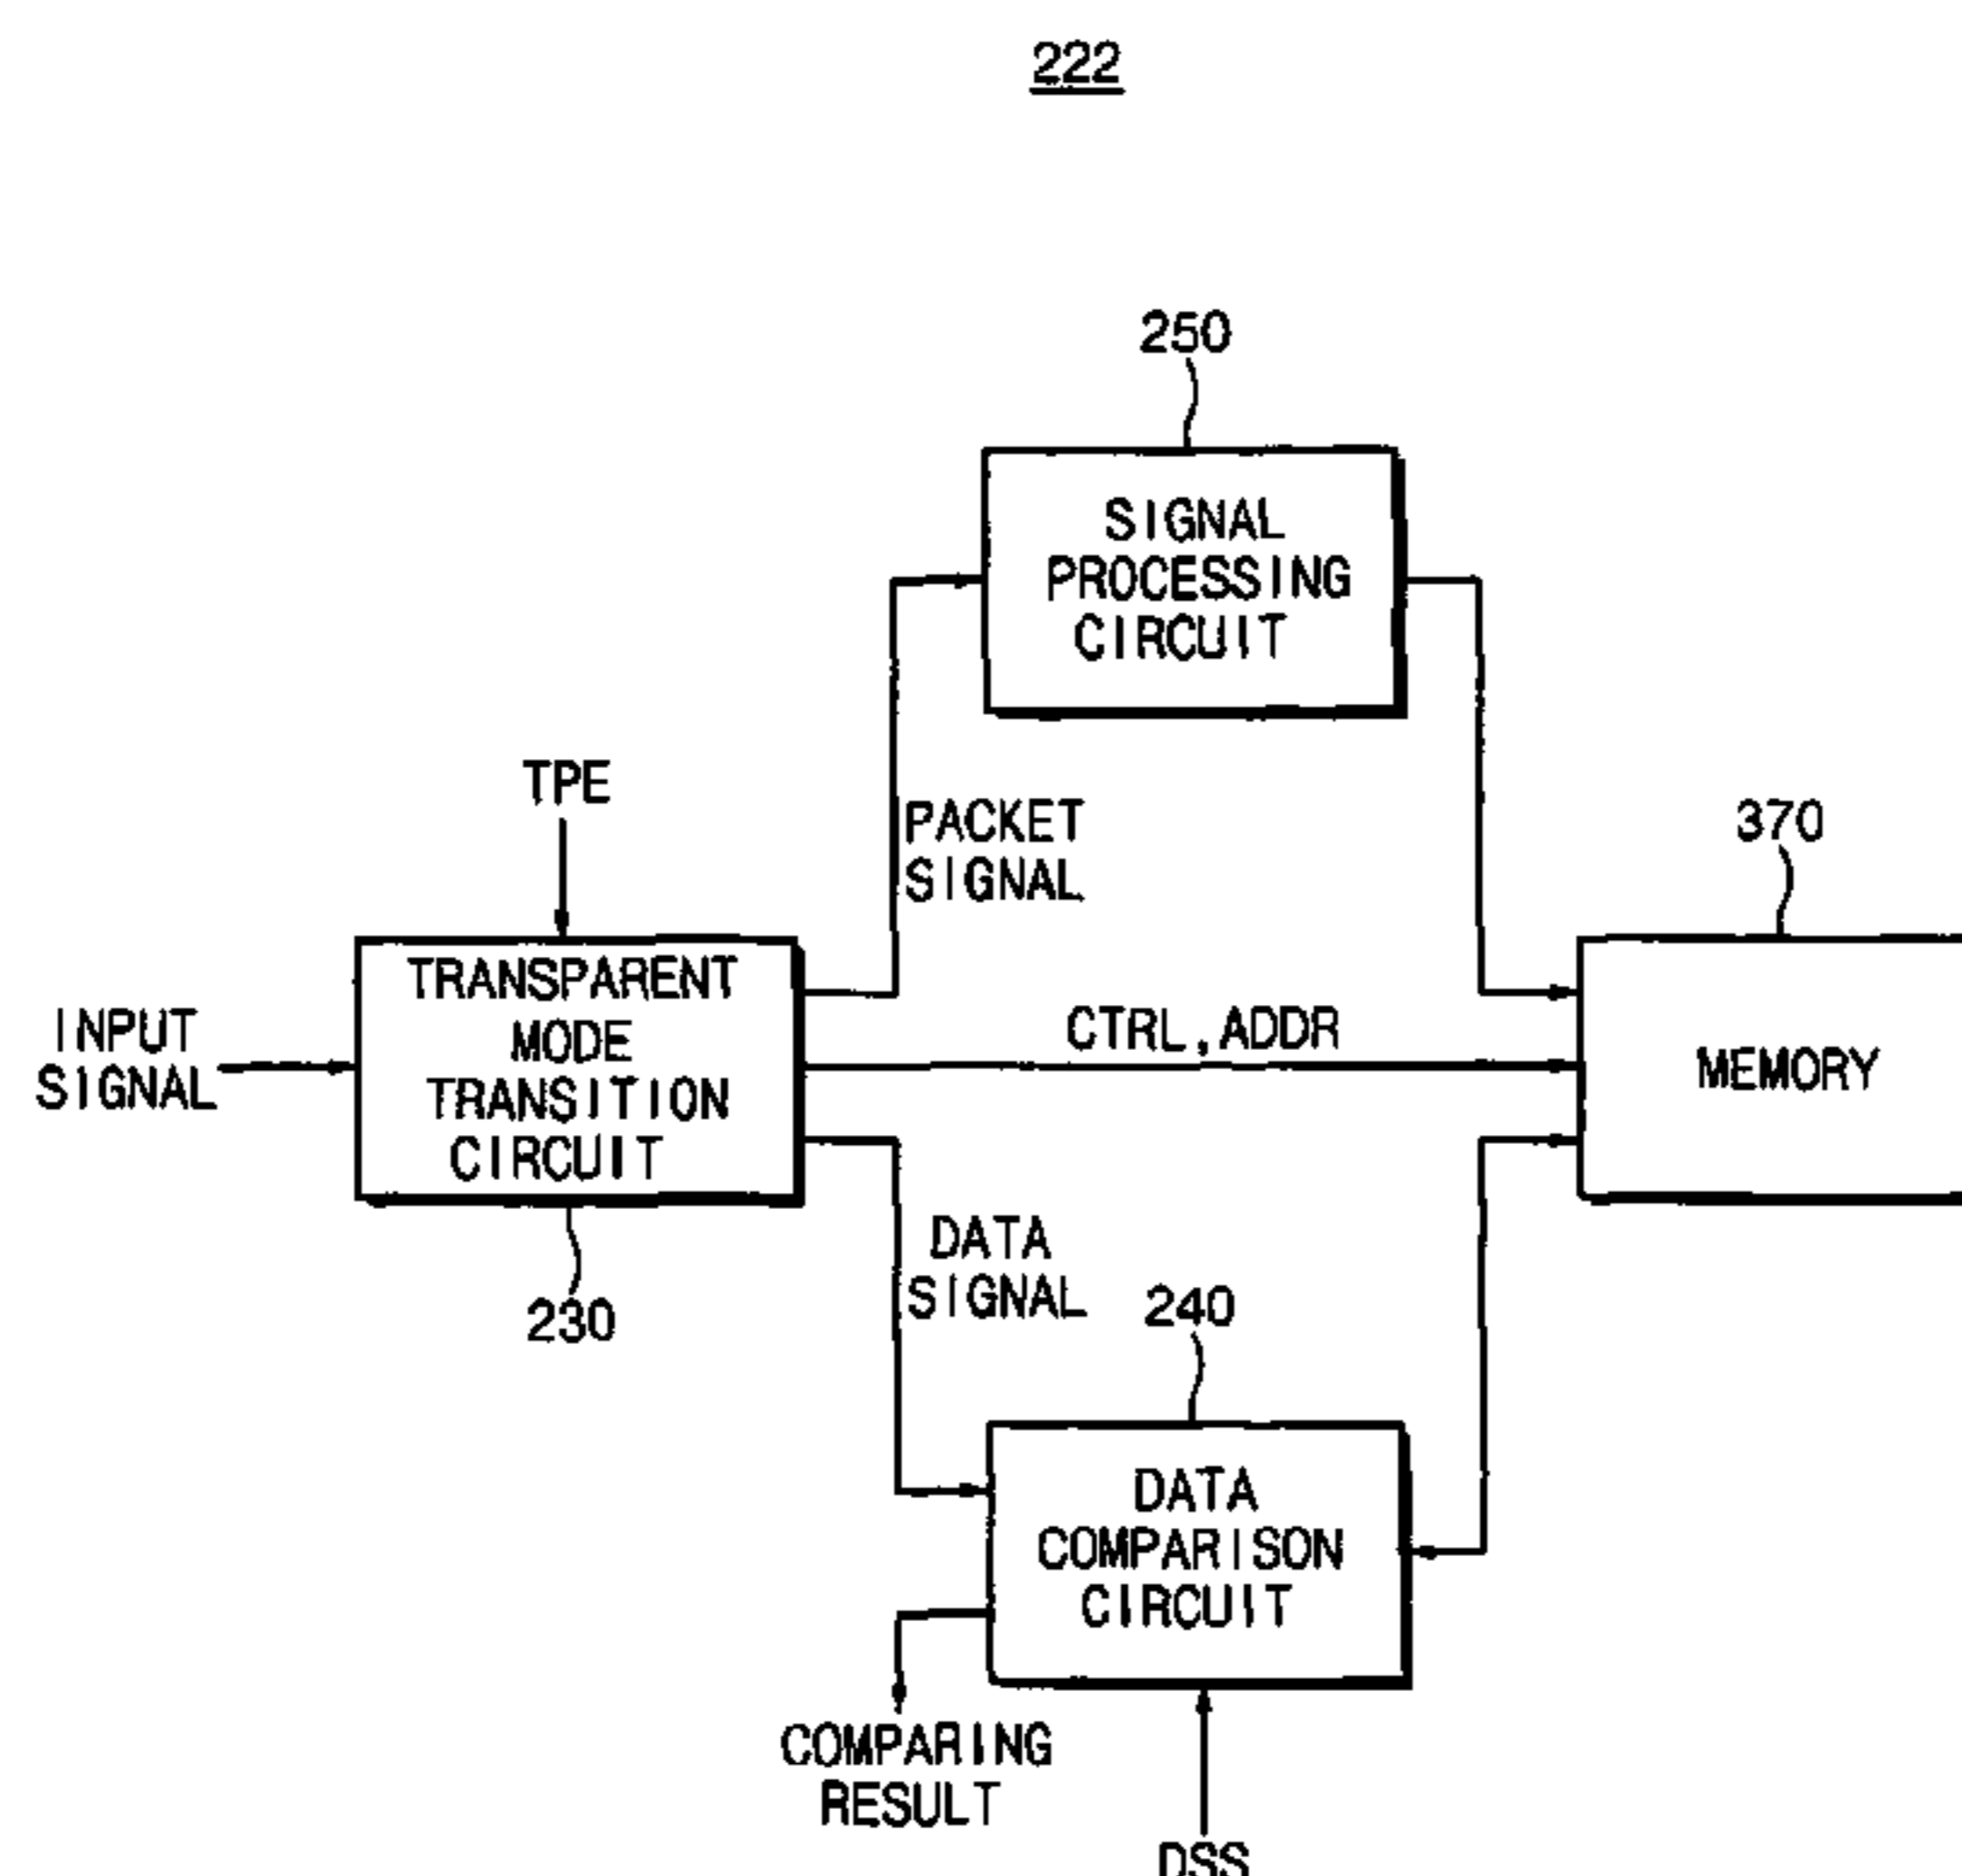 222
250
SIGNAL
PROCESSING
CIRCUIT
TPE
PACKET
SIGNAL
370
INPUT
SIGNAL
TRANSPARENT
MODE
TRANSITION
CIRCUIT
CTRL,ADDR
MEMORY
230
DATA
SIGNAL
240
DATA
COMPARISON
CIRCUIT
COMPARING
RESULT
DSS